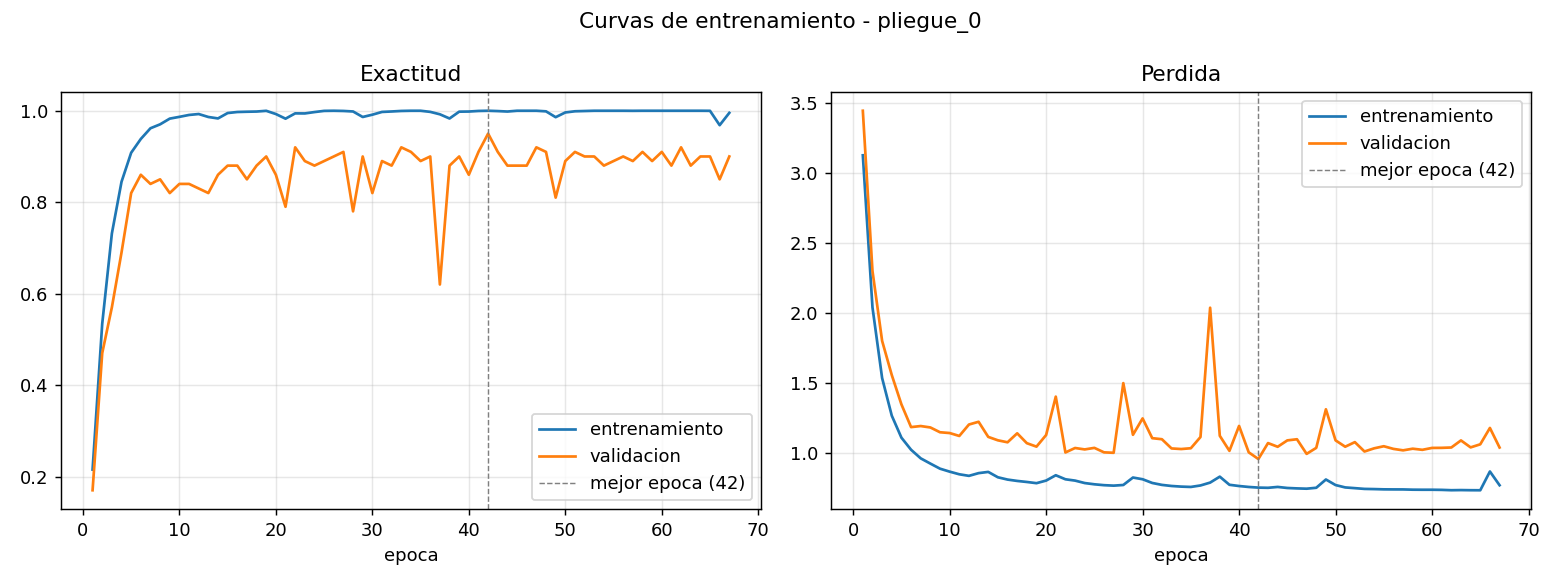 Curvas de entrenamiento - pliegue_0
Exactitud
1.0
0.8
0.6
0.4
0.2
0 10 20 30 40 50 60 70
epoca
entrenamiento
validacion
mejor epoca (42)
Perdida
3.5
3.0
2.5
2.0
1.5
1.0
0 10 20 30 40 50 60 70
epoca
entrenamiento
validacion
mejor epoca (42)